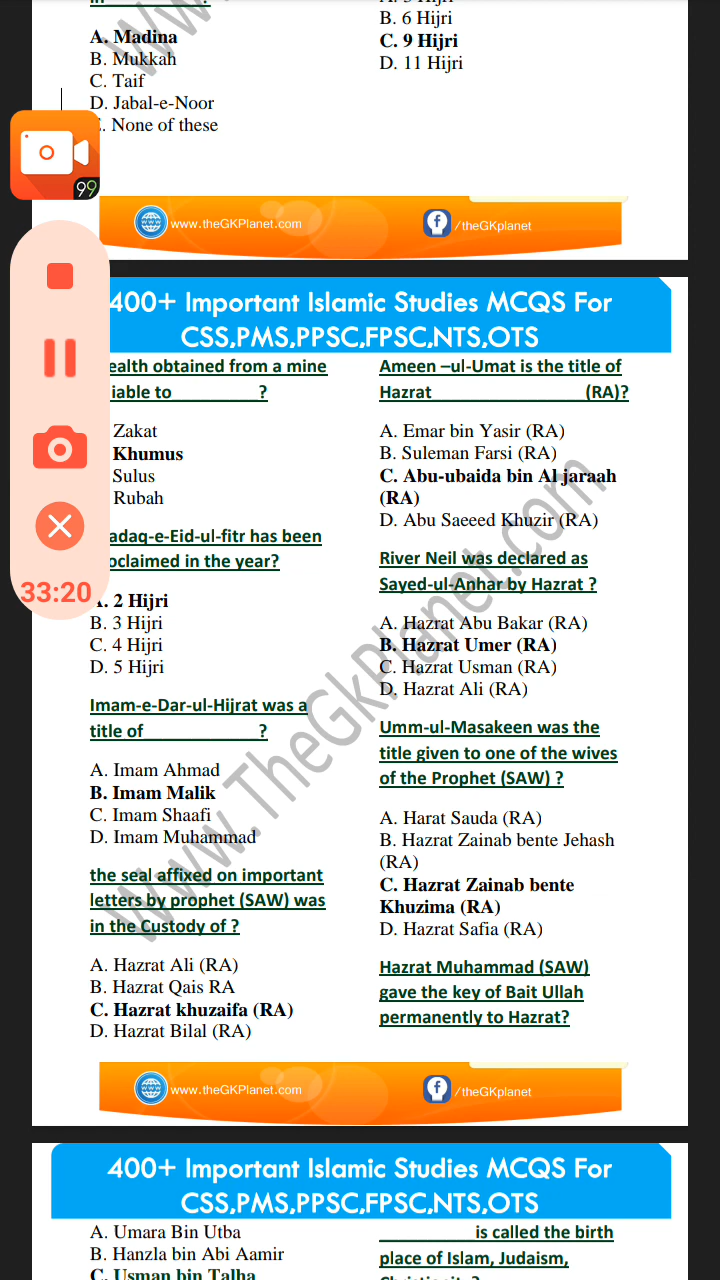 A. Madina
B. Mukkah
C. Taif
D. Jabal-e-Noor
. None of these
B. 6 Hijri
C. 9 Hijri
D. 11 Hijri
99
www.theGKPlanet.com
/theGKplanet
33:20
400+ Important Islamic Studies MCQS For
CSS,PMS,PPSC,FPSC,NTS,OTS
ealth obtained from a mine
iable to____________?
Zakat
Khumus
Sulus
Rubah
adaq-e-Eid-ul-fitr has been
oclaimed in the year?
A. 2 Hijri
B. 3 Hijri
C. 4 Hijri
D. 5 Hijri
Imam-e-Dar-ul-Hijrat was a
title of____________?
A. Imam Ahmad
B. Imam Malik
C. Imam Shaafi
D. Imam Muhammad
the seal affixed on important
letters by prophet (SAW) was
in the Custody of ?
A. Hazrat Ali (RA)
B. Hazrat Qais RA
C. Hazrat khuzaifa (RA)
D. Hazrat Bilal (RA)
Ameen –ul-Umat is the title of
Hazrat________________(RA)?
A. Emar bin Yasir (RA)
B. Suleman Farsi (RA)
C. Abu-ubaida bin Al jaraah
(RA)
D. Abu Saeeed Khuzir (RA)
River Neil was declared as
Sayed-ul-Anhar by Hazrat ?
A. Hazrat Abu Bakar (RA)
B. Hazrat Umer (RA)
C. Hazrat Usman (RA)
D. Hazrat Ali (RA)
Umm-ul-Masakeen was the
title given to one of the wives
of the Prophet (SAW) ?
A. Harat Sauda (RA)
B. Hazrat Zainab bente Jehash
(RA)
C. Hazrat Zainab bente
Khuzima (RA)
D. Hazrat Safia (RA)
Hazrat Muhammad (SAW)
gave the key of Bait Ullah
permanently to Hazrat?
Www.TheGkPlanet.com
www.theGKPlanet.com
/theGKplanet
400+ Important Islamic Studies MCQS For
CSS,PMS,PPSC,FPSC,NTS,OTS
A. Umara Bin Utba
B. Hanzla bin Abi Aamir
C. Usman bin Talha
__________ is called the birth
place of Islam, Judaism,